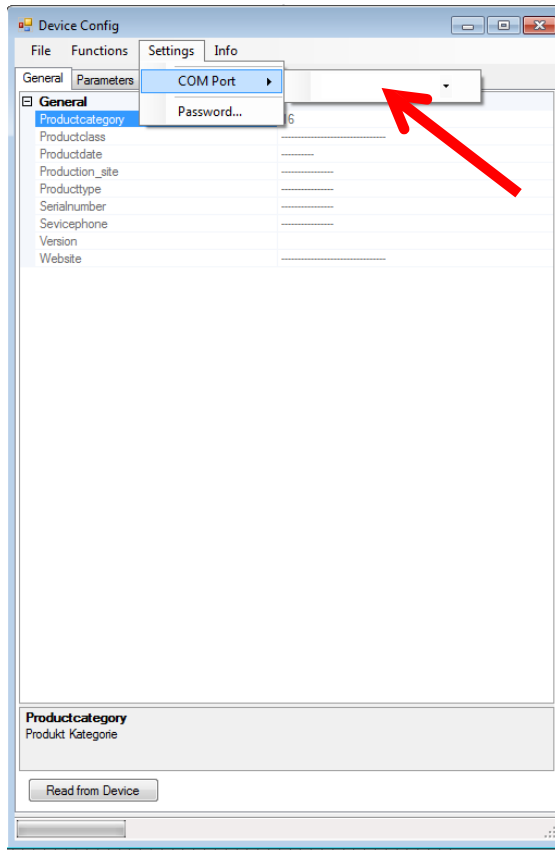 Device Config
File Functions Settings Info
General Parameters
COM Port
Password...
General
Productcategory 16
Productclass --------------------------------
Productdate ----------
Production_site ----------------
Producttype ----------------
Serialnumber ----------------
Sevicephone ----------------
Version
Website --------------------------------
Productcategory
Produkt Kategorie
Read from Device